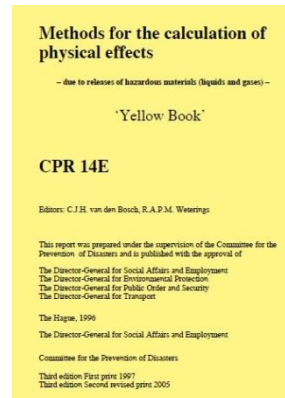 Methods for the calculation of
physical effects
– due to releases of hazardous materials (liquids and gases) –
‘Yellow Book’
CPR 14E
Editors: C.J.H. van den Bosch, R.A.P.M. Weterings
This report was prepared under the supervision of the Committee for the
Prevention of Disasters and is published with the approval of
The Director-General for Social Affairs and Employment
The Director-General for Environmental Protection
The Director-General for Public Order and Security
The Director-General for Transport
The Hague, 1996
The Director-General for Social Affairs and Employment
Committee for the Prevention of Disasters
Third edition First print 1997
Third edition Second revised print 2005